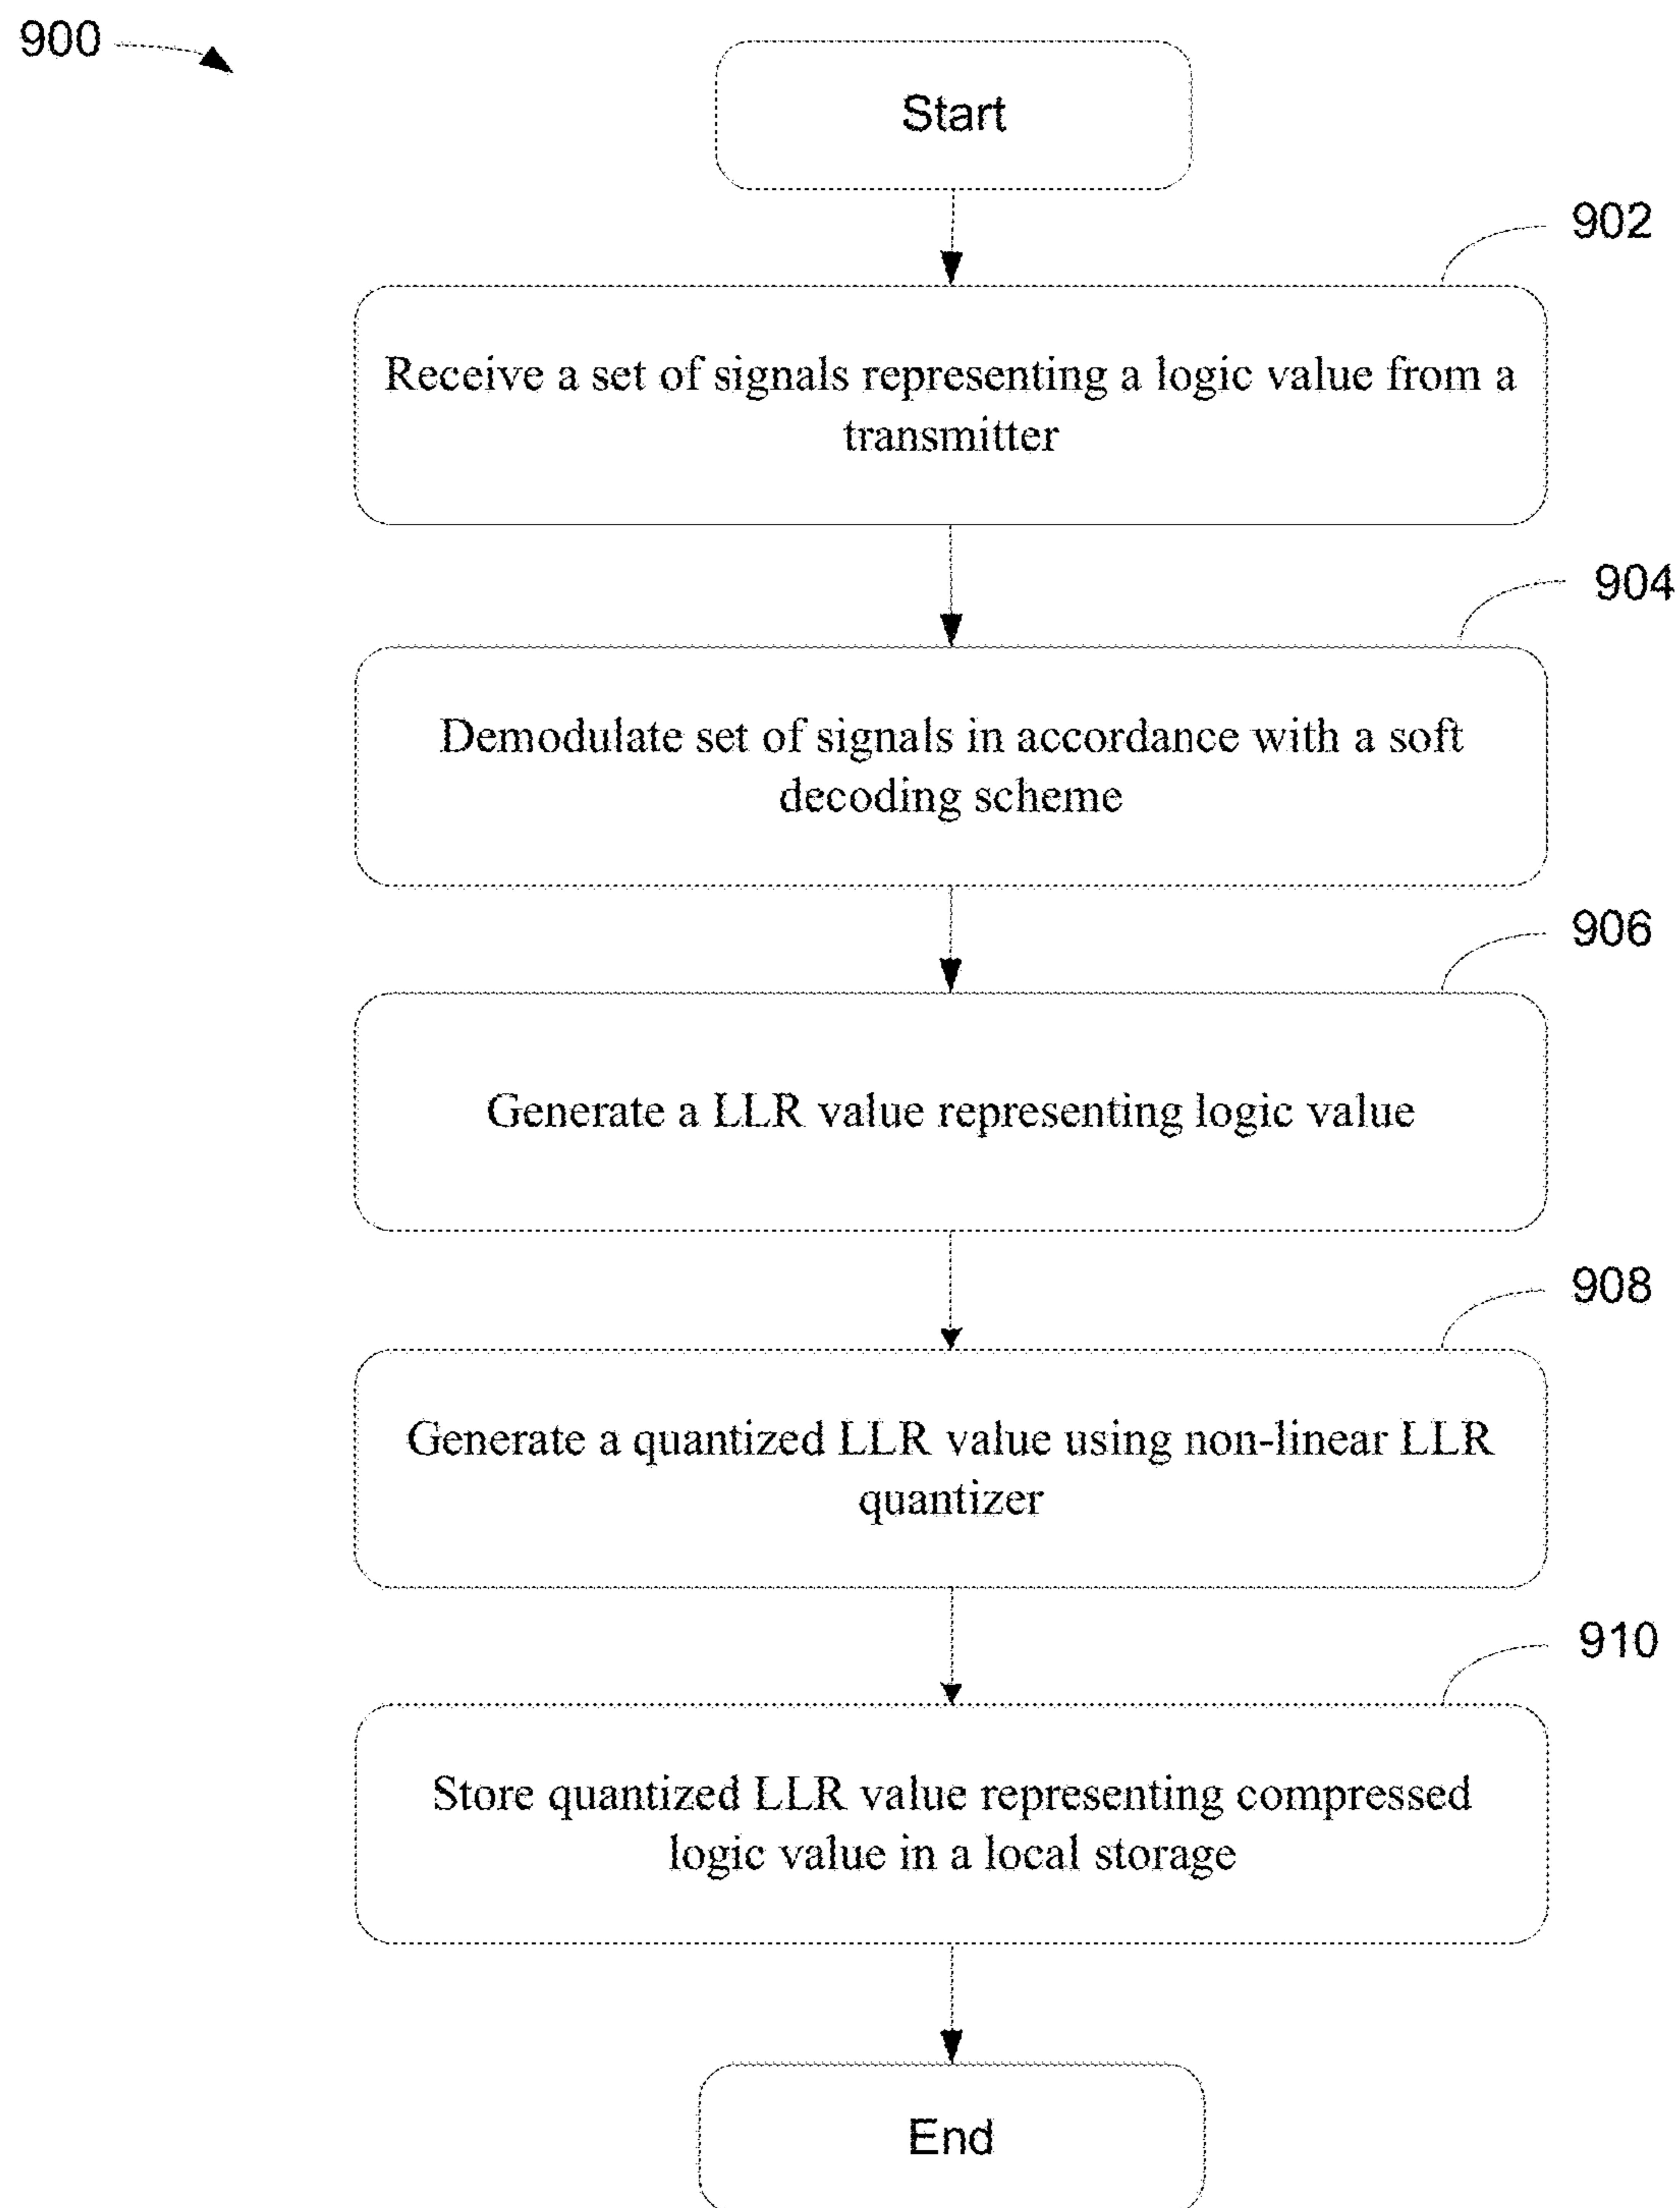 900
Start
902
Receive a set of signals representing a logic value from a
transmitter
904
Demodulate set of signals in accordance with a soft
decoding scheme
906
Generate a LLR value representing logic value
908
Generate a quantized LLR value using non-linear LLR
quantizer
910
Store quantized LLR value representing compressed
logic value in a local storage
End